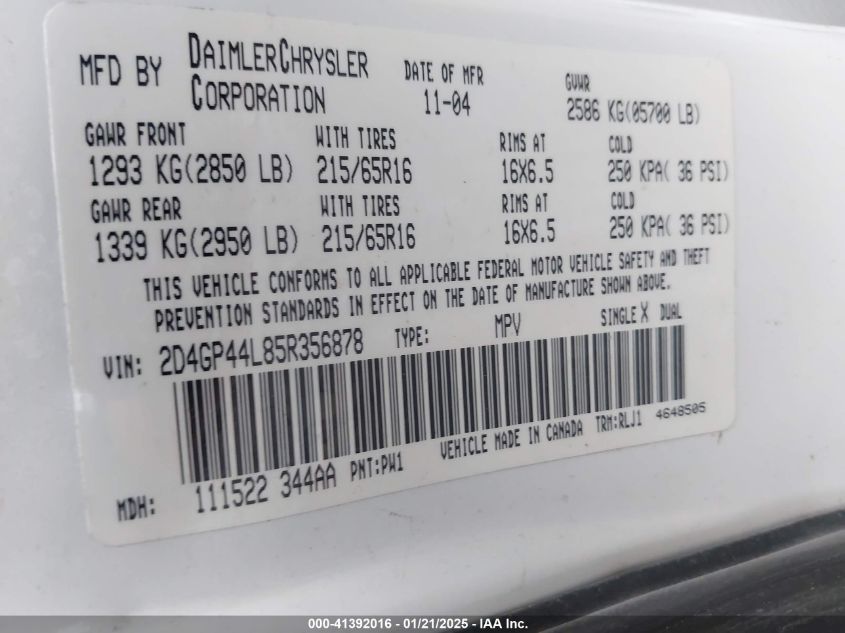 MFD BY DAIMLERCHRYSLER CORPORATION DATE OF MFR 11-04 GVWR 2586 KG(05700 LB)
GAWR FRONT WITH TIRES RIMS AT COLD
1293 KG(2850 LB) 215/65R16 16X6.5 250 KPA( 36 PSI)
GAWR REAR WITH TIRES RIMS AT COLD
1339 KG(2950 LB) 215/65R16 16X6.5 250 KPA( 36 PSI)
THIS VEHICLE CONFORMS TO ALL APPLICABLE FEDERAL MOTOR VEHICLE SAFETY AND THEFT
PREVENTION STANDARDS IN EFFECT ON THE DATE OF MANUFACTURE SHOWN ABOVE.
VIN: 2D4GP44L85R356878 TYPE: MPV SINGLE X DUAL
MDH: 111522 344AA PNT:PW1 VEHICLE MADE IN CANADA TRM:RLJ1 4648505
000-41392016 - 01/21/2025 - IAA Inc.